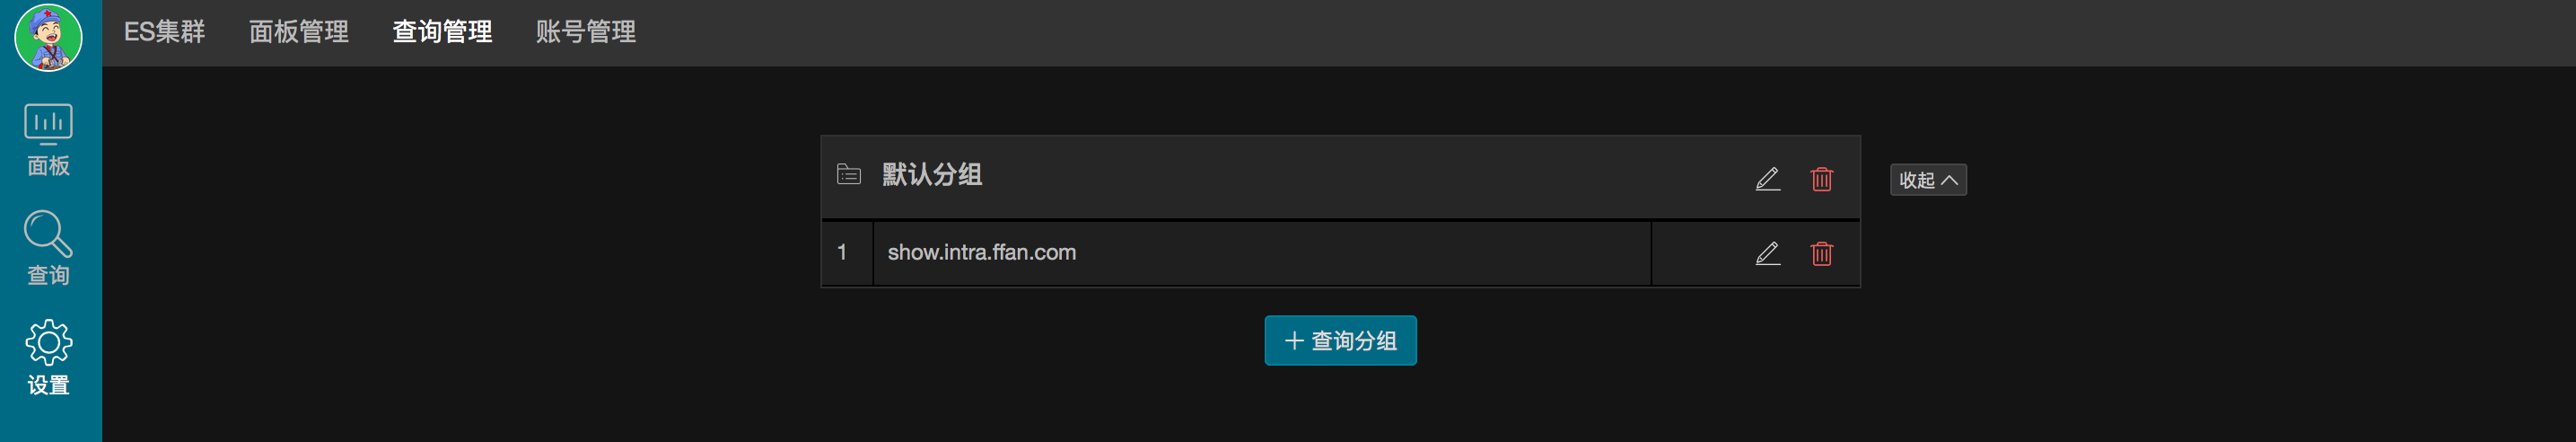 ES集群 面板管理 查询管理 账号管理
面板
查询
设置
默认分组
收起
1 show.intra.ffan.com
查询分组